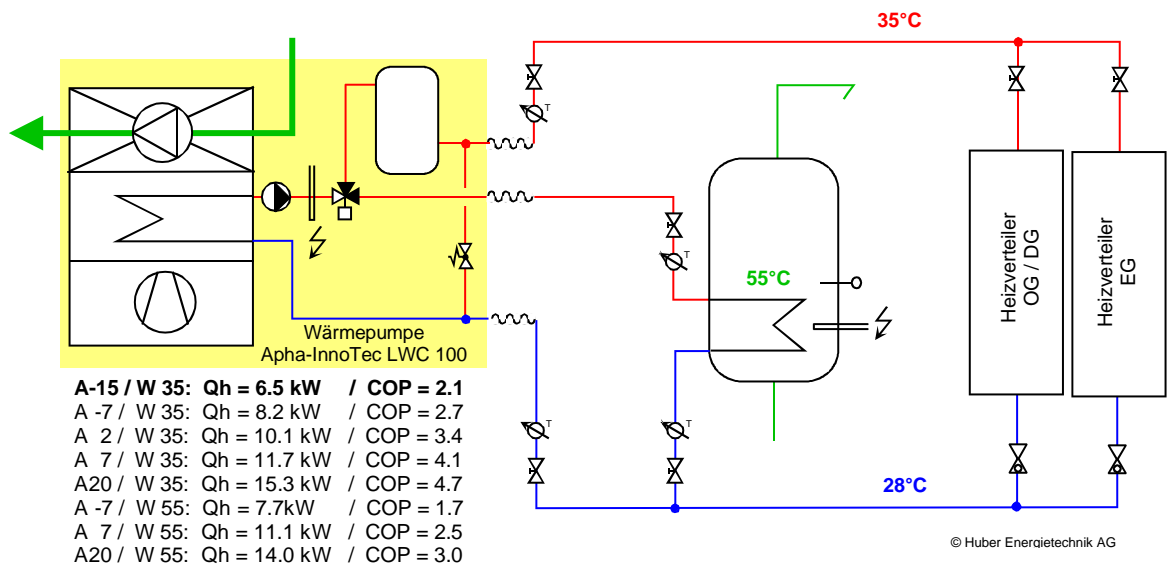 35°C
T
T
T
T
55°C
Heizverteiler
OG / DG
Heizverteiler
EG
Wärmepumpe
Apha-InnoTec LWC 100
A-15 / W 35: Qh = 6.5 kW / COP = 2.1
A -7 / W 35: Qh = 8.2 kW / COP = 2.7
A 2 / W 35: Qh = 10.1 kW / COP = 3.4
A 7 / W 35: Qh = 11.7 kW / COP = 4.1
A20 / W 35: Qh = 15.3 kW / COP = 4.7
A -7 / W 55: Qh = 7.7kW / COP = 1.7
A 7 / W 55: Qh = 11.1 kW / COP = 2.5
A20 / W 55: Qh = 14.0 kW / COP = 3.0
28°C
© Huber Energietechnik AG